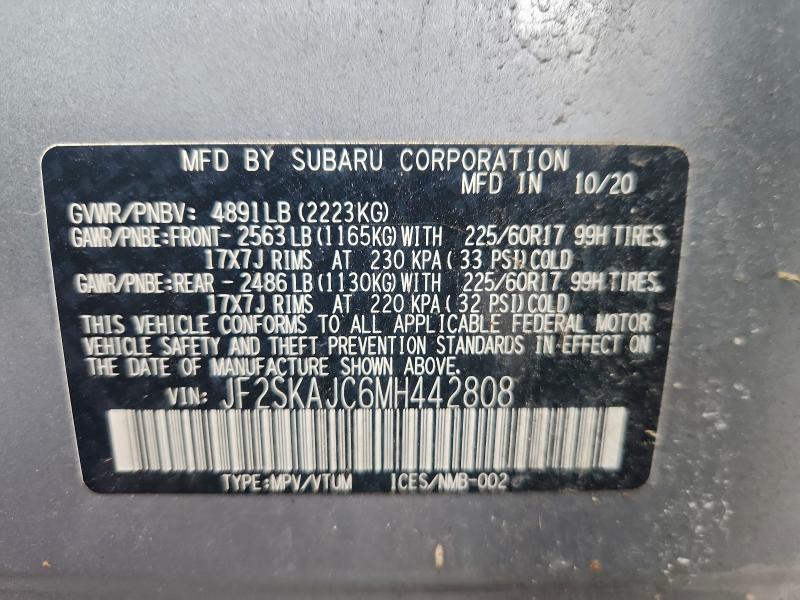 MFD BY SUBARU CORPORATION
MFD IN 10/20
GVWR/PNBV: 4891LB (2223KG)
GAWR/PNBE:FRONT-2563 LB (1165KG) WITH 225/60R17 99H TIRES,
17X7J RIMS AT 230 KPA ( 33 PSI) COLD
GAWR/PNBE:REAR -2486 LB (1130KG) WITH 225/60R17 99H TIRES,
17X7J RIMS AT 220 KPA ( 32 PSI) COLD
THIS VEHICLE CONFORMS TO ALL APPLICABLE FEDERAL MOTOR
VEHICLE SAFETY AND THEFT PREVENTION STANDARDS IN EFFECT
ON THE DATE OF MANUFACTURE SHOWN ABOVE.
VIN: JF2SKAJC6MH442808
TYPE:MPV/VTUM ICES/NMB-002